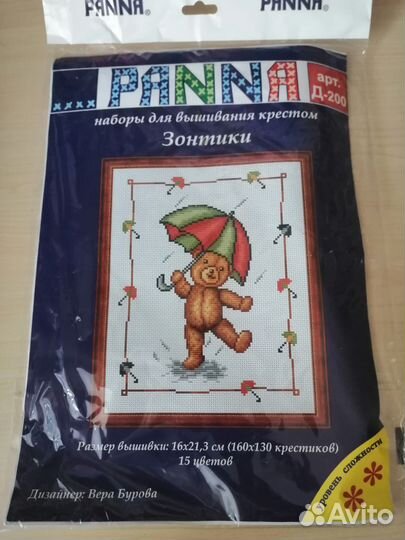 PANNA® PANNA®
PANNA
арт.
Д-200
наборы для вышивания крестом
Зонтики
Размер вышивки: 16х21,3 см (160х130 крестиков)
15 цветов
Дизайнер: Вера Бурова
уровень сложности
Avito